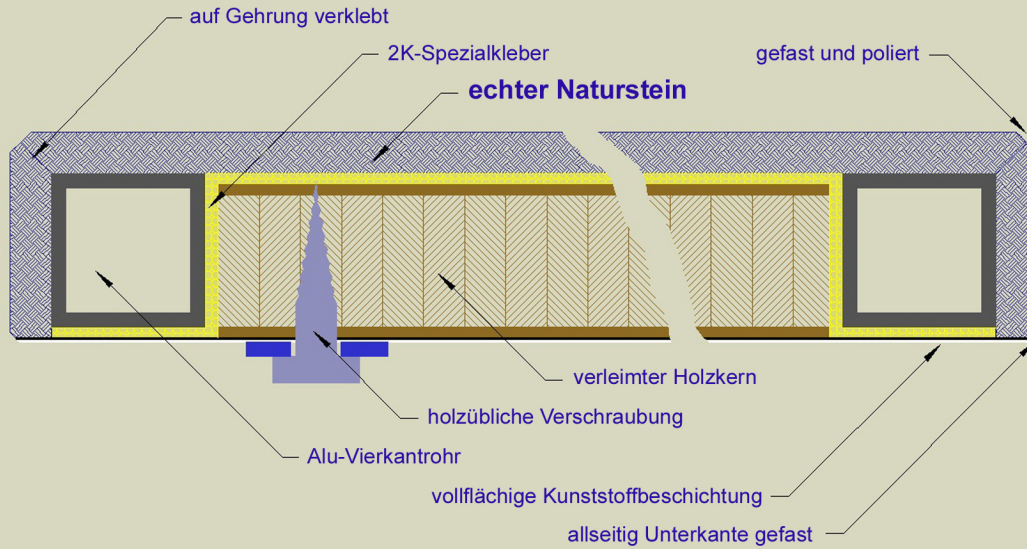 auf Gehrung verklebt
2K-Spezialkleber
gefast und poliert
echter Naturstein
verleimter Holzkern
holzübliche Verschraubung
Alu-Vierkantrohr
vollflächige Kunststoffbeschichtung
allseitig Unterkante gefast